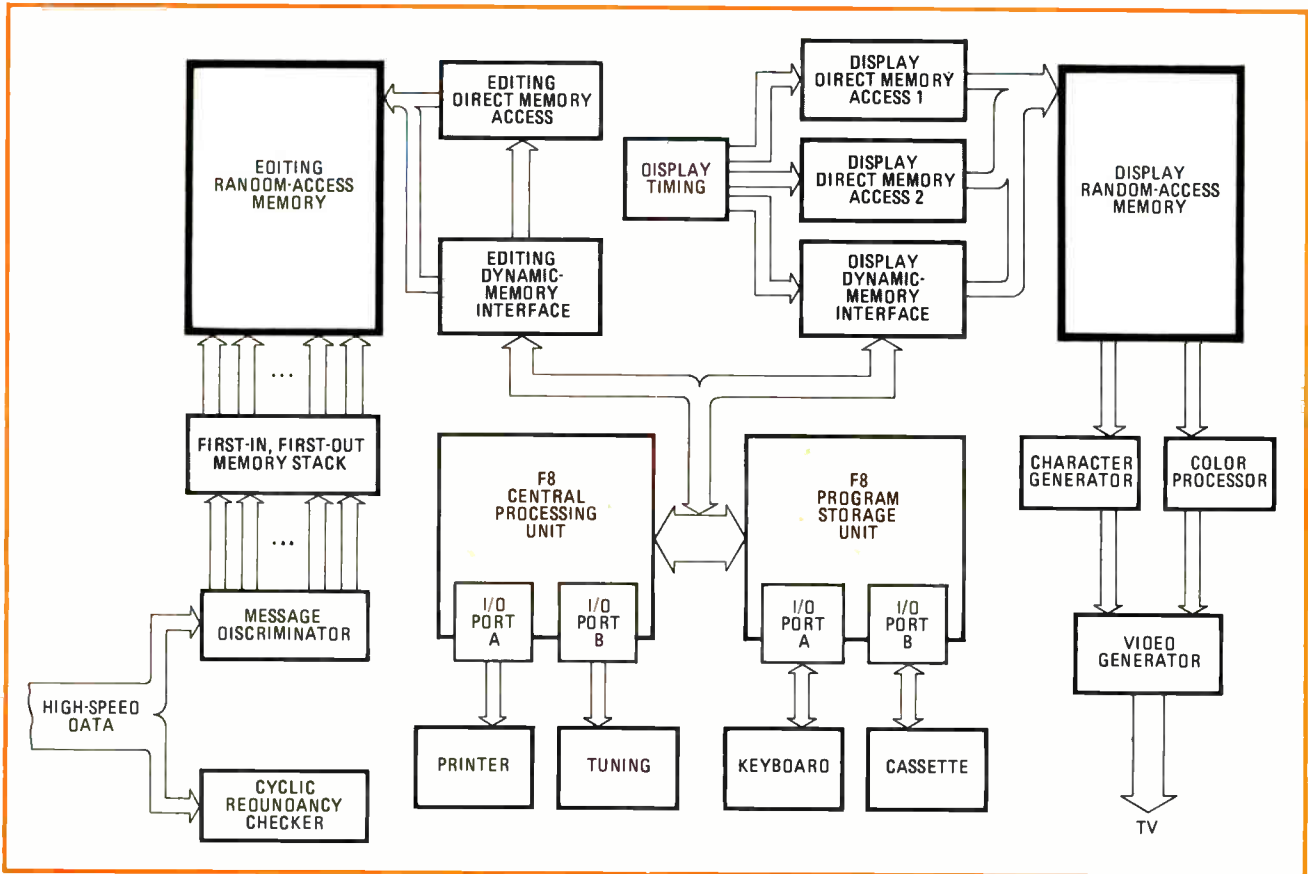 EDITING
RANDOM-ACCESS
MEMORY
EDITING
DIRECT MEMORY
ACCESS
EDITING
DYNAMIC-
MEMORY
INTERFACE
DISPLAY
TIMING
DISPLAY
DIRECT MEMORY
ACCESS 1
DISPLAY
DIRECT MEMORY
ACCESS 2
DISPLAY
DYNAMIC-
MEMORY
INTERFACE
DISPLAY
RANDOM-ACCESS
MEMORY
...
FIRST-IN, FIRST-OUT
MEMORY STACK
...
MESSAGE
DISCRIMINATOR
HIGH-SPEED
DATA
CYCLIC
REDUNDANCY
CHECKER
F8
CENTRAL
PROCESSING
UNIT
I/O
PORT
A
I/O
PORT
B
PRINTER
TUNING
F8
PROGRAM
STORAGE
UNIT
I/O
PORT
A
I/O
PORT
B
KEYBOARD
CASSETTE
CHARACTER
GENERATOR
COLOR
PROCESSOR
VIDEO
GENERATOR
TV